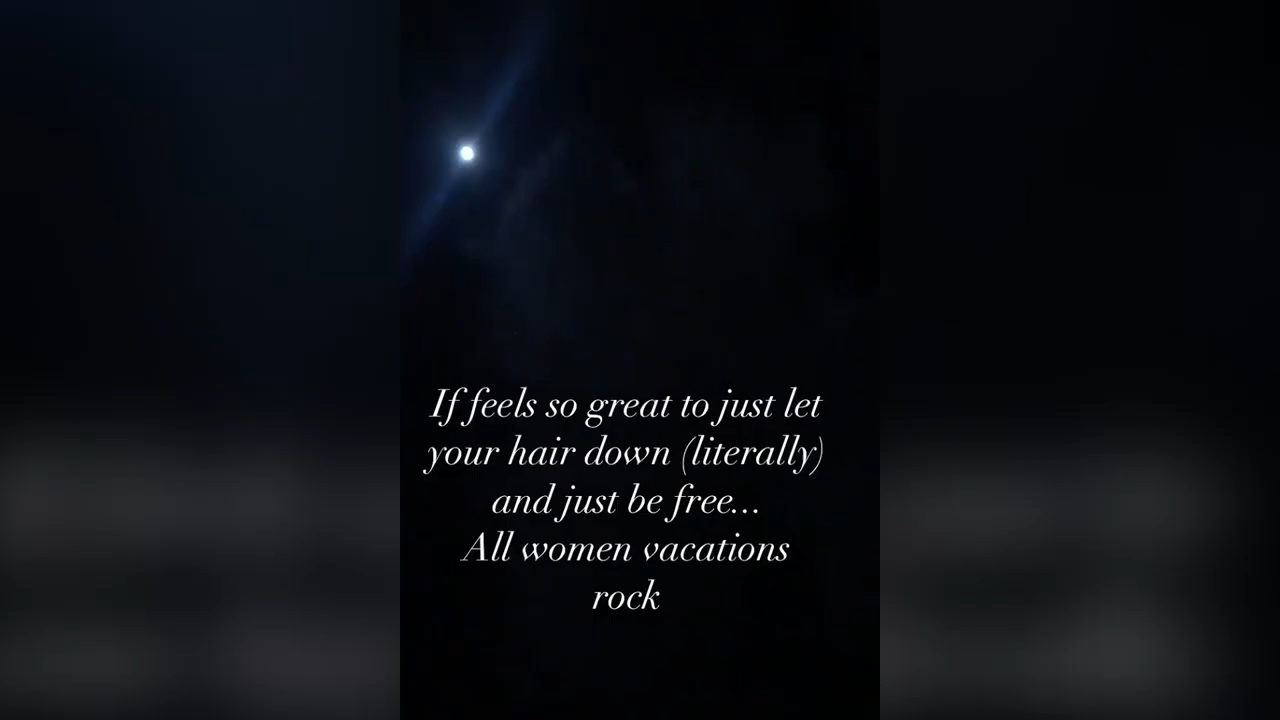 If feels so great to just let
your hair down (literally)
and just be free...
All women vacations
rock